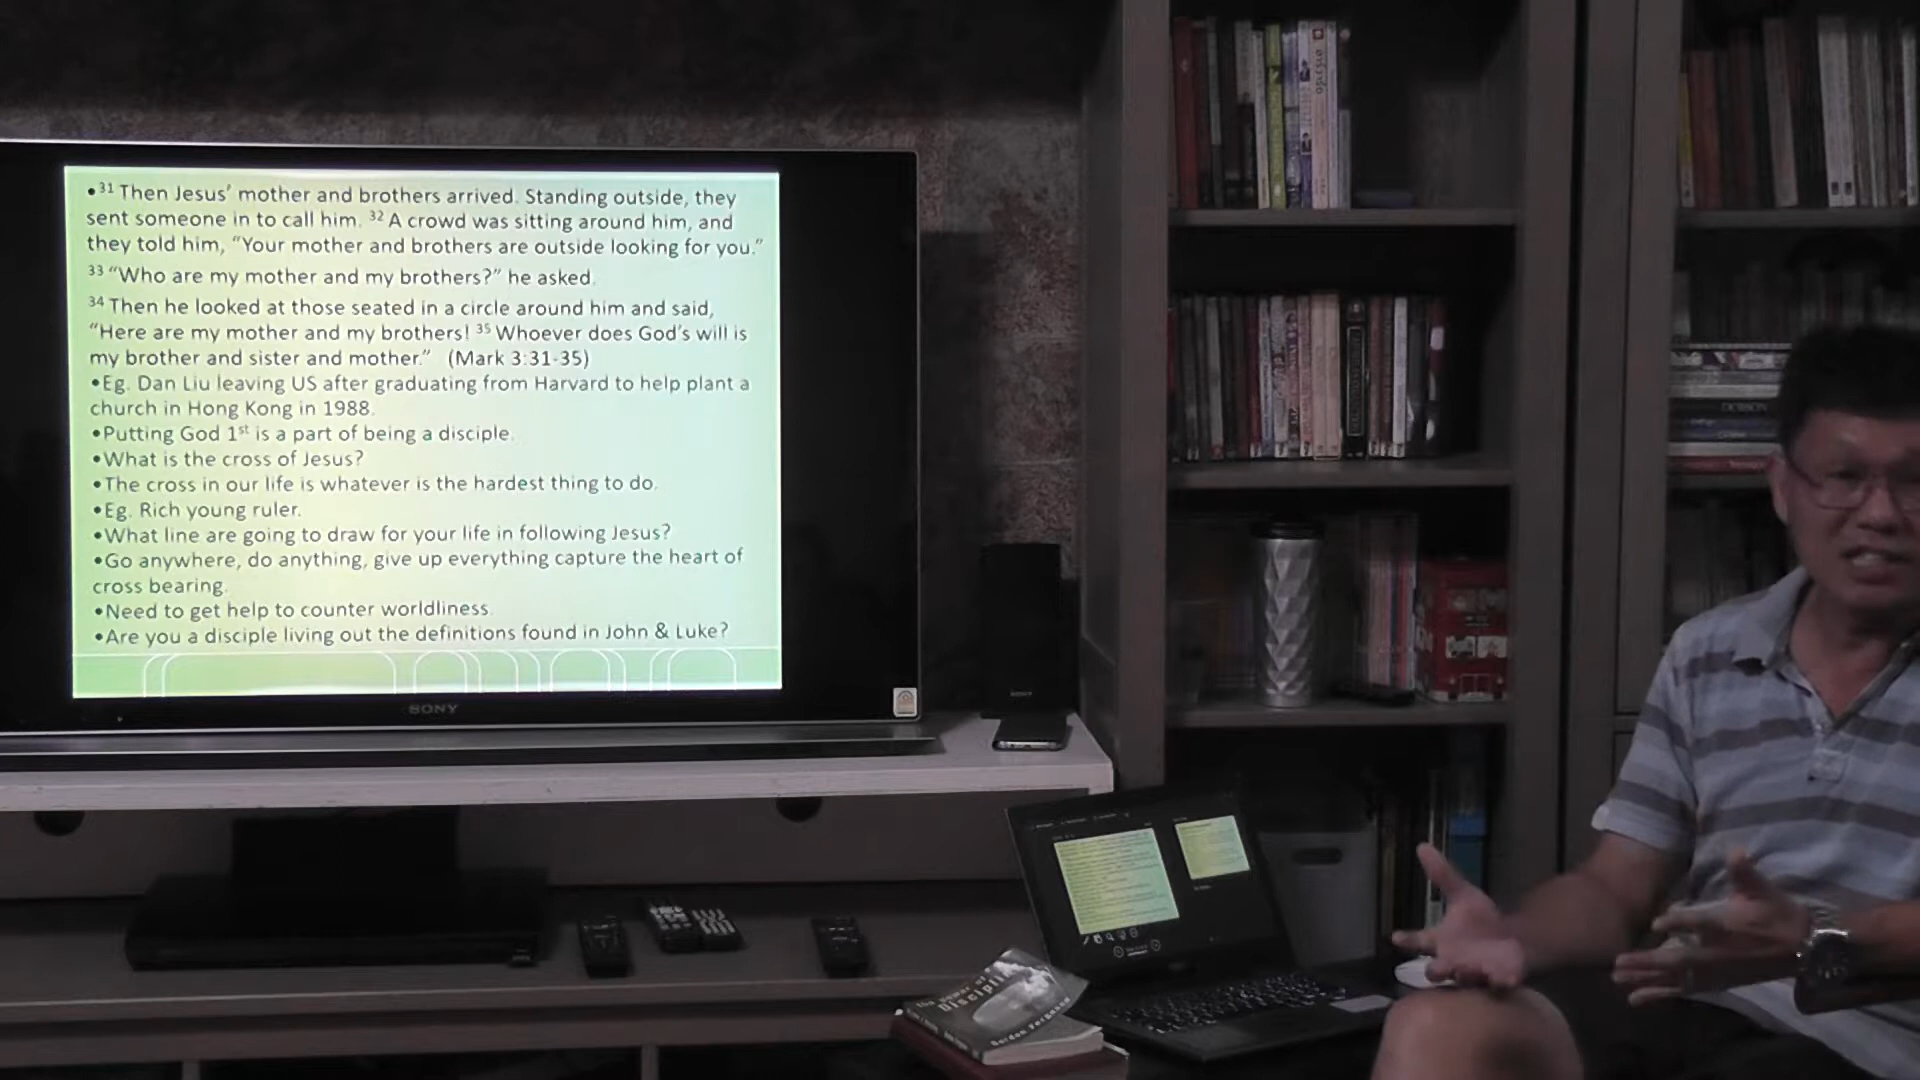 •31 Then Jesus’ mother and brothers arrived. Standing outside, they
sent someone in to call him. 32 A crowd was sitting around him, and
they told him, “Your mother and brothers are outside looking for you.”
33 “Who are my mother and my brothers?” he asked.
34 Then he looked at those seated in a circle around him and said,
“Here are my mother and my brothers! 35 Whoever does God’s will is
my brother and sister and mother.” (Mark 3:31-35)
•Eg. Dan Liu leaving US after graduating from Harvard to help plant a
church in Hong Kong in 1988.
•Putting God 1st is a part of being a disciple.
•What is the cross of Jesus?
•The cross in our life is whatever is the hardest thing to do.
•Eg. Rich young ruler.
•What line are going to draw for your life in following Jesus?
•Go anywhere, do anything, give up everything capture the heart of
cross bearing.
•Need to get help to counter worldliness.
•Are you a disciple living out the definitions found in John & Luke?
SONY
SONY
DOBSON
Gordon Ferguson